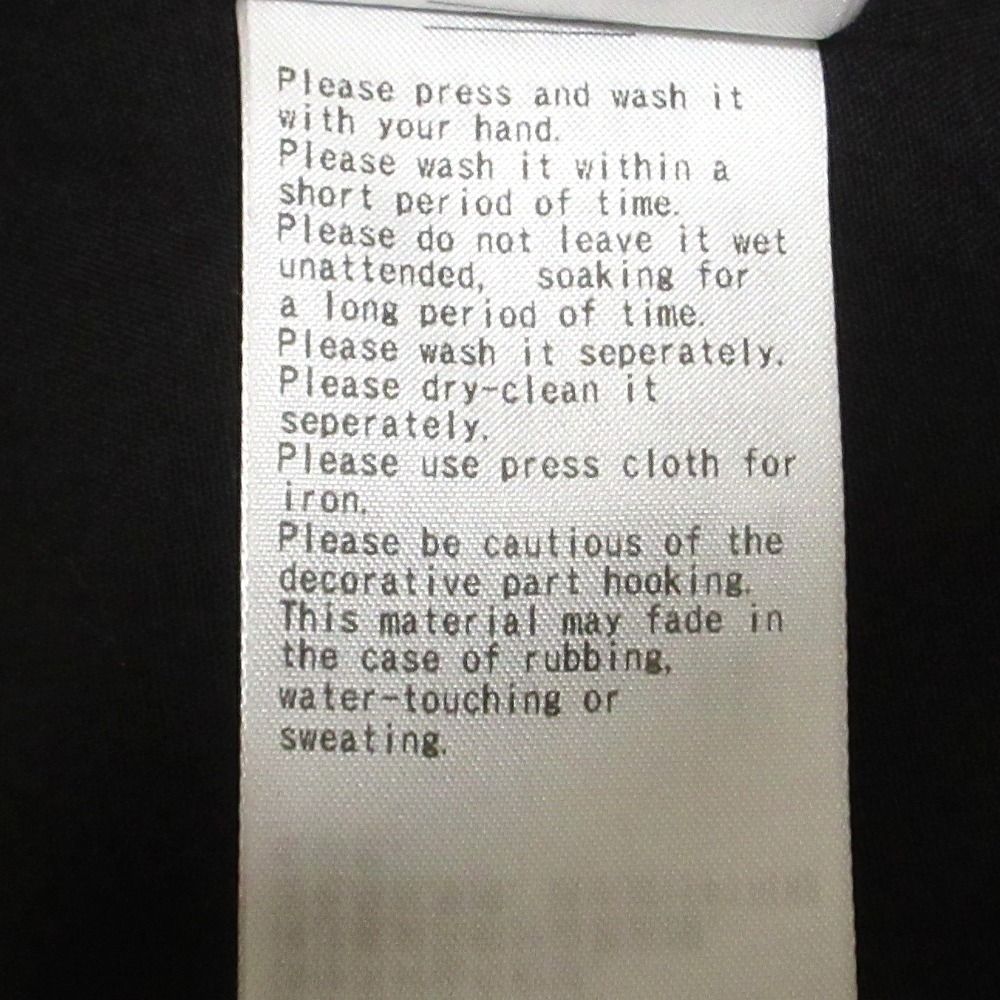 Please press and wash it
with your hand.
Please wash it within a
short period of time.
Please do not leave it wet
unattended, soaking for
a long period of time.
Please wash it seperately.
Please dry-clean it
seperately.
Please use press cloth for
iron.
Please be cautious of the
decorative part hooking.
This material may fade in
the case of rubbing,
water-touching or
sweating.